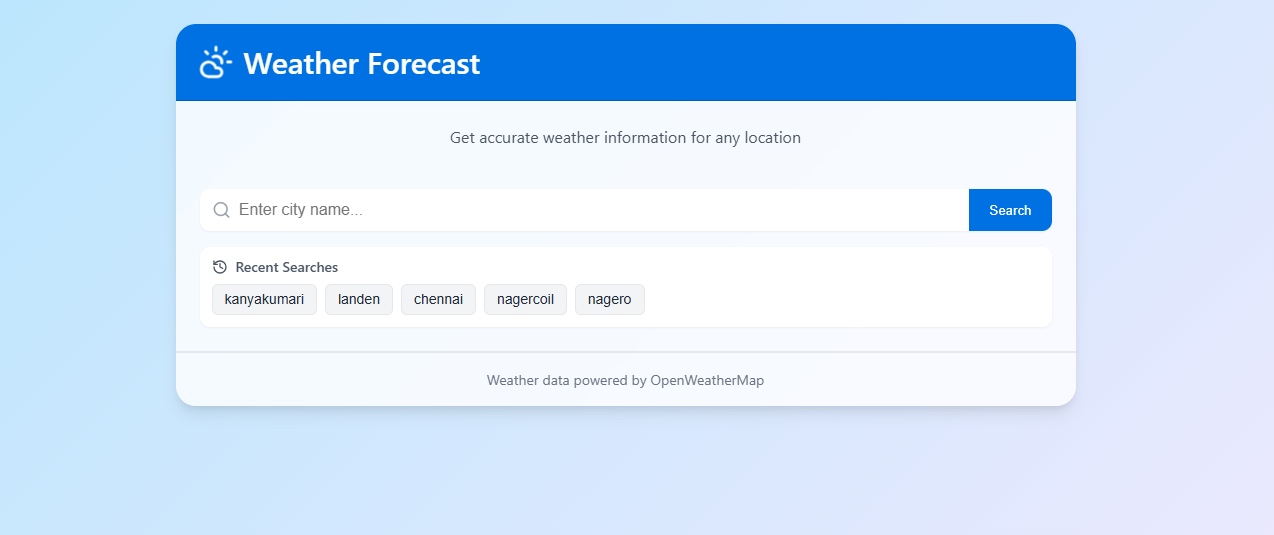 Weather Forecast
Get accurate weather information for any location
Enter city name...
Search
Recent Searches
kanyakumari landen chennai nagercoil nagero
Weather data powered by OpenWeatherMap